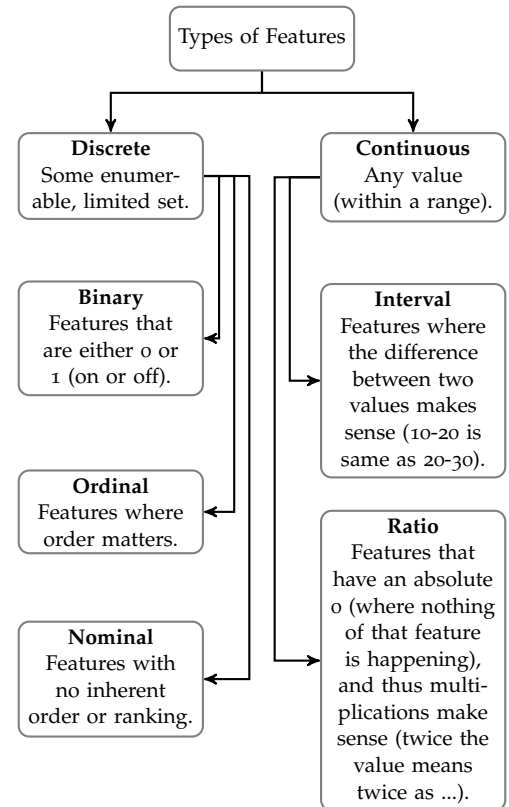 Types of Features
Discrete
Some enumer-
able, limited set.
Binary
Features that
are either 0 or
1 (on or off).
Ordinal
Features where
order matters.
Nominal
Features with
no inherent
order or ranking.
Continuous
Any value
(within a range).
Interval
Features where
the difference
between two
values makes
sense (10-20 is
same as 20-30).
Ratio
Features that
have an absolute
0 (where nothing
of that feature
is happening),
and thus multi-
plications make
sense (twice the
value means
twice as ...).